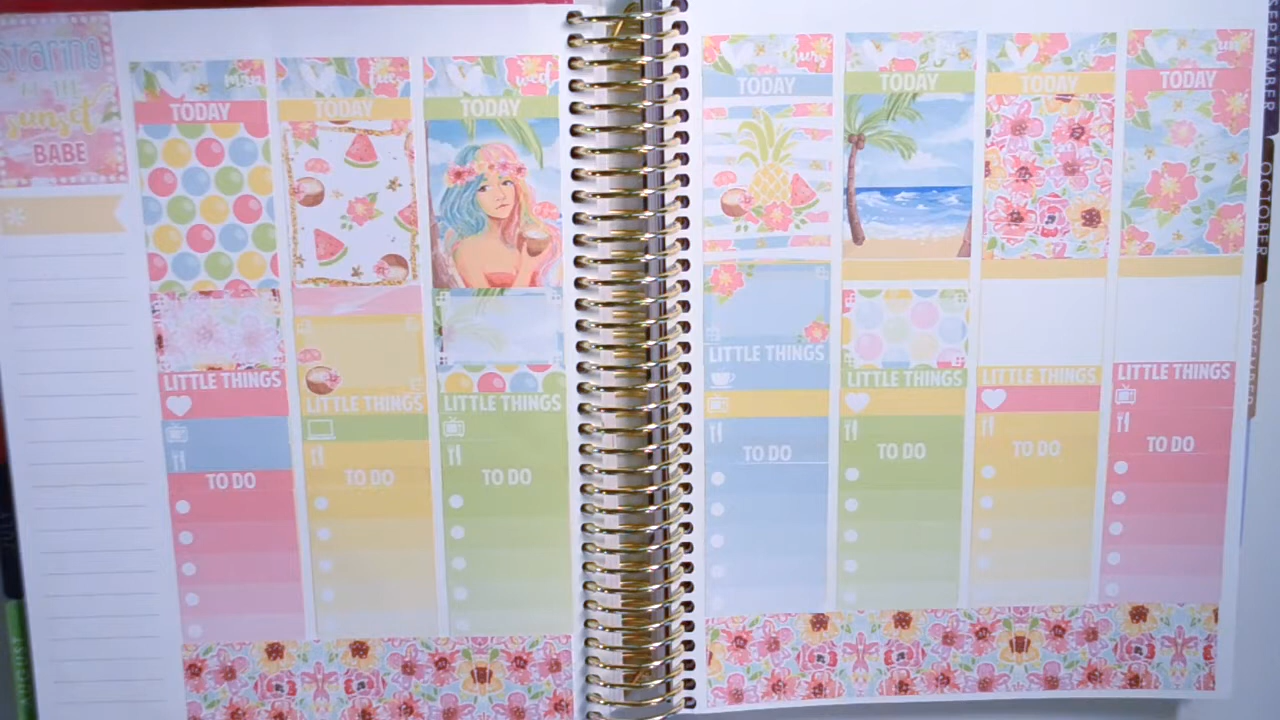 staring
at the
sunset
BABE
mon
TODAY
LITTLE THINGS
TO DO
tue
TODAY
LITTLE THINGS
TO DO
wed
TODAY
LITTLE THINGS
TO DO
TODAY
LITTLE THINGS
TO DO
TODAY
LITTLE THINGS
TO DO
TODAY
LITTLE THINGS
TO DO
TODAY
LITTLE THINGS
TO DO
AUGUST
SEPTEMBER
OCTOBER
NOVEMBER